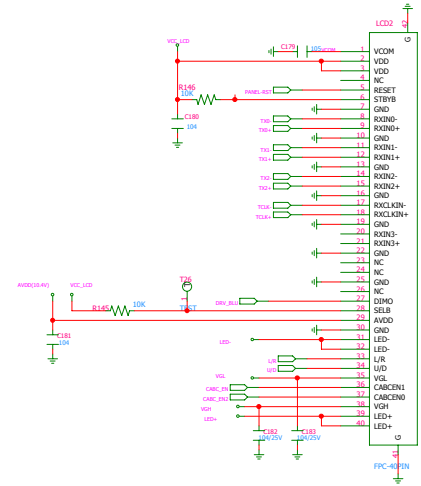 42
LCD2
G
VCC_LCD
C179
105
VCOM
1 VCOM
2 VDD
3 VDD
4 NC
R146
10K
PANEL-RST
5 RESET
6 STBYB
7 GND
C180
104
TX0-
8 RXIN0-
TX0+
9 RXIN0+
10 GND
TX1-
11 RXIN1-
TX1+
12 RXIN1+
13 GND
TX2-
14 RXIN2-
TX2+
15 RXIN2+
16 GND
TCLK-
17 RXCLKIN-
TCLK+
18 RXCLKIN+
19 GND
20 RXIN3-
21 RXIN3+
22 GND
23 NC
24 NC
25 GND
26 NC
T26
AVDD(10.4V)
VCC_LCD
1
TEST
DRV_BLU
27 DIMO
R145
10K
28 SELB
29 AVDD
30 GND
C181
104
LED-
31 LED-
32 LED-
L/R
33 L/R
U/D
34 U/D
VGL
35 VGL
CABC_EN
36 CABCEN1
CABC_EN2
37 CABCEN0
VGH
38 VGH
LED+
39 LED+
40 LED+
C182
104/25V
C183
104/25V
G
41
FPC-40PIN